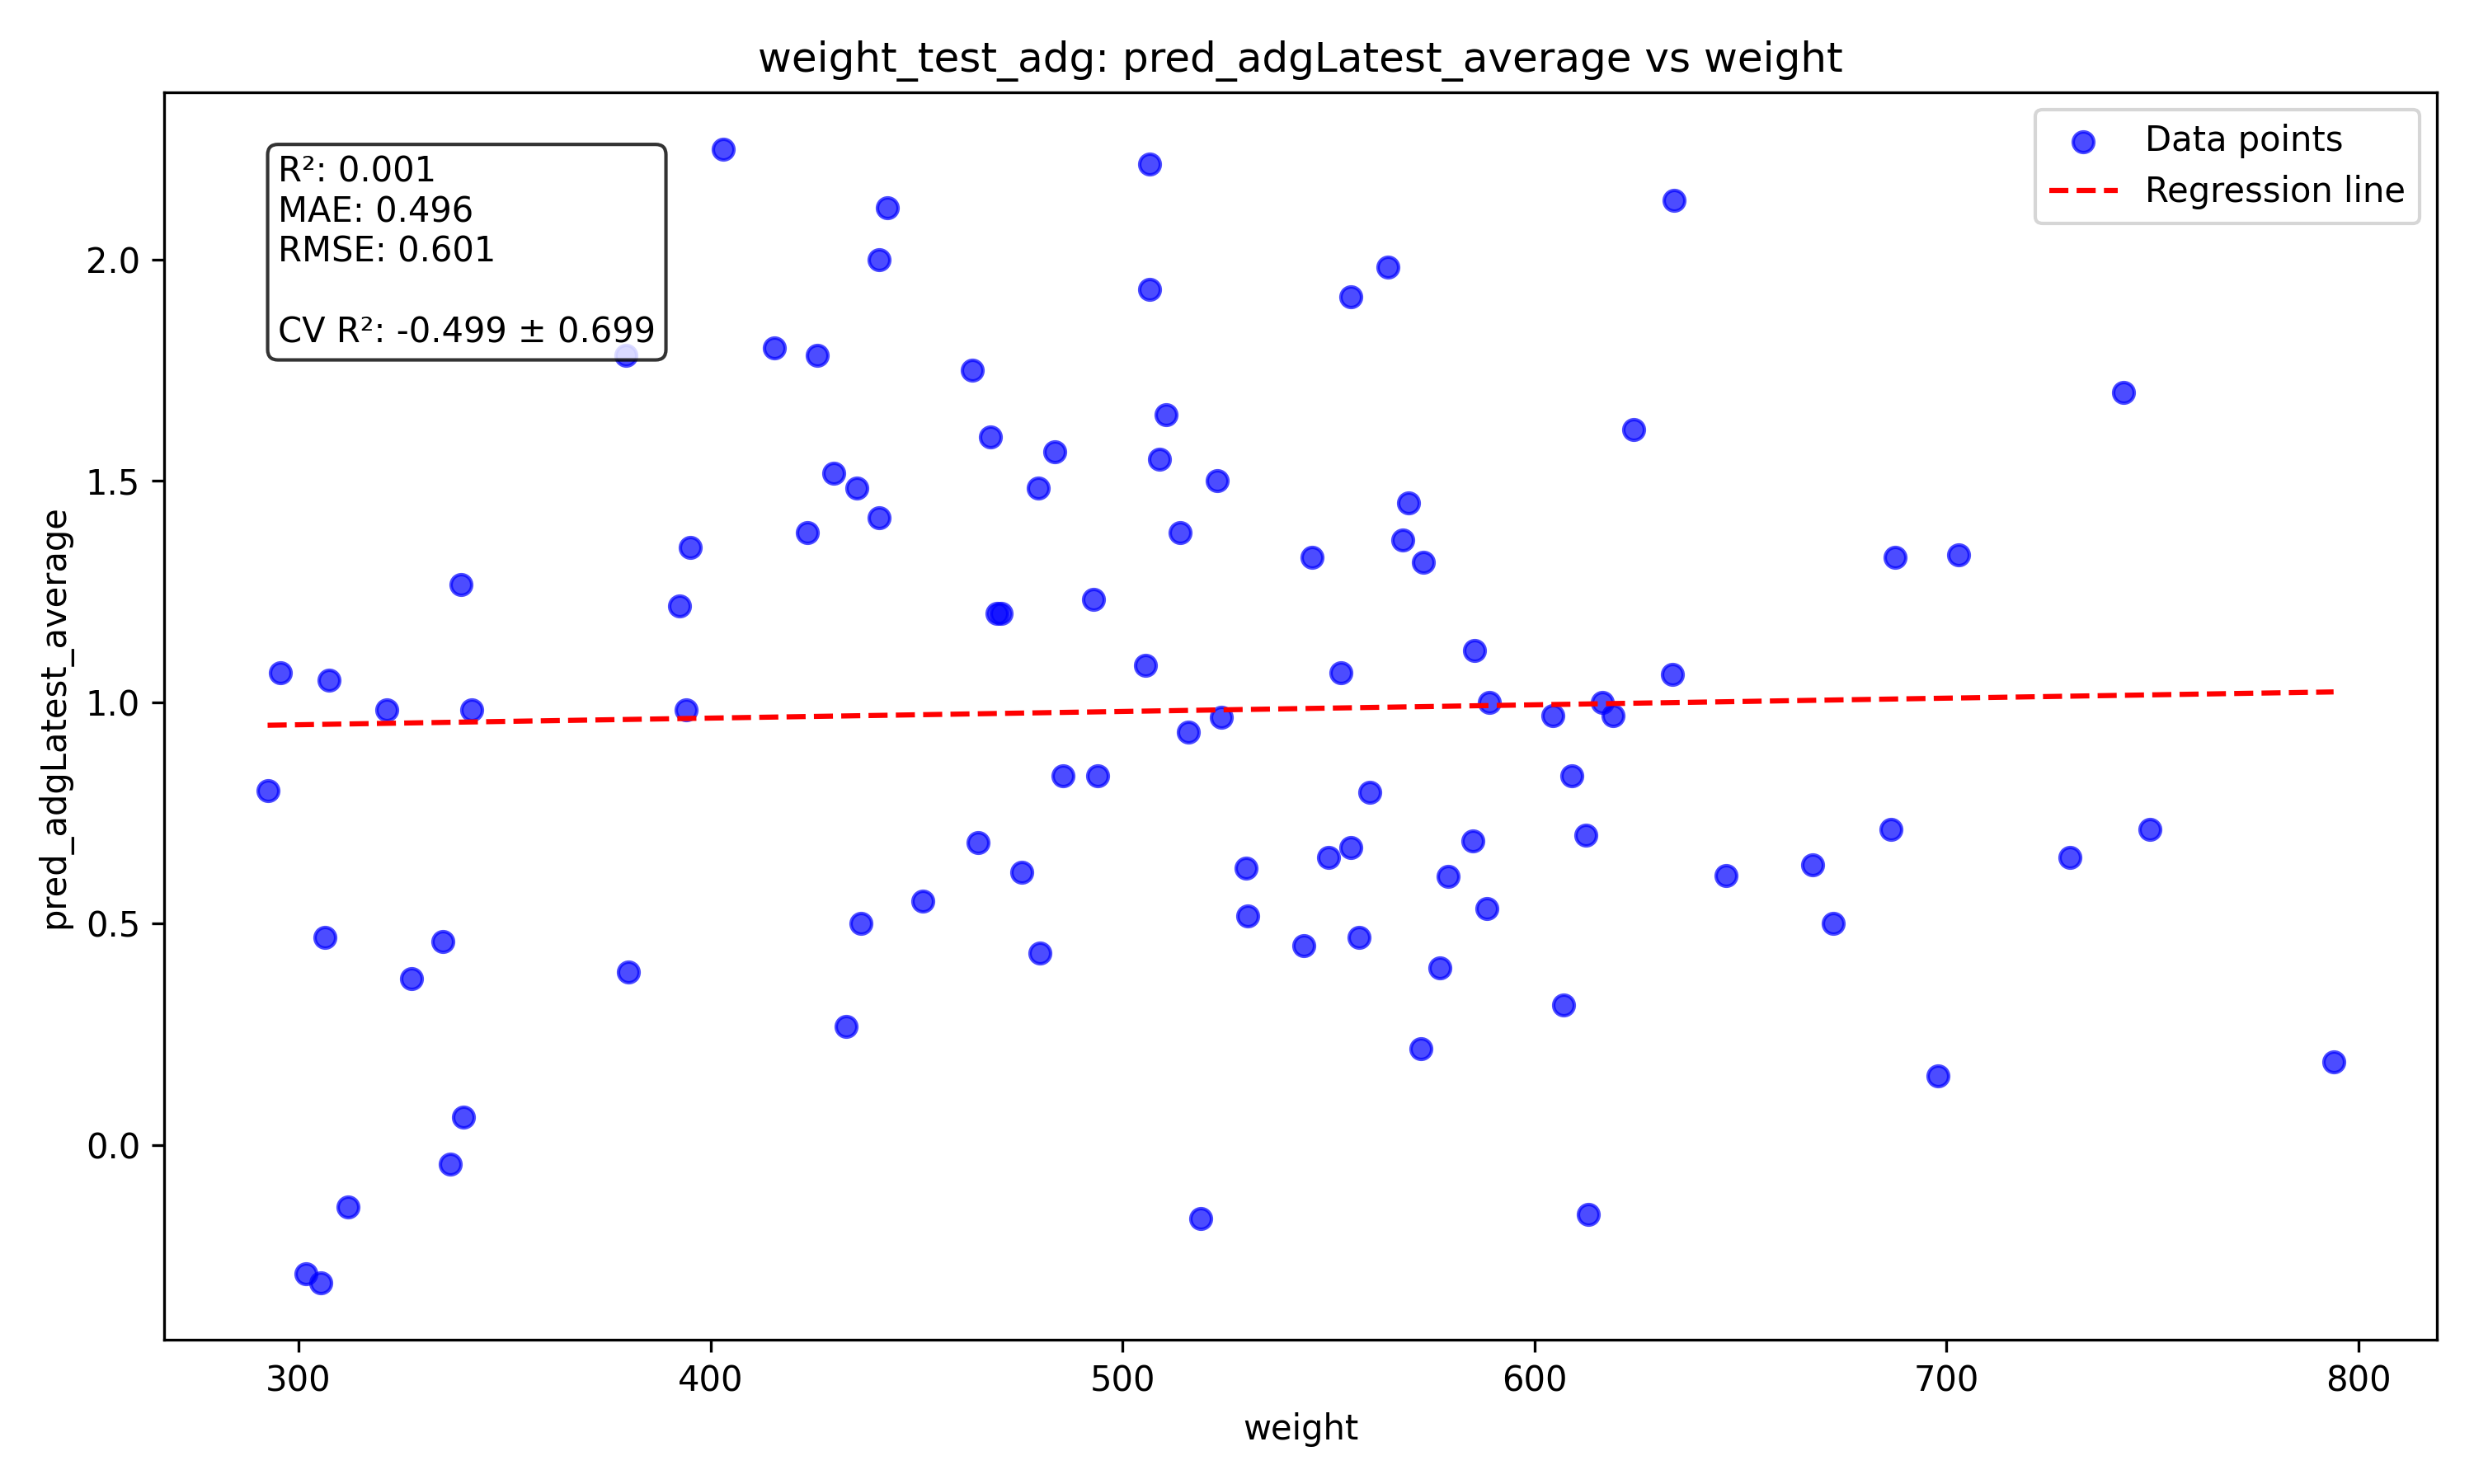 weight_test_adg: pred_adgLatest_average vs weight
R²: 0.001
MAE: 0.496
RMSE: 0.601
CV R²: -0.499 ± 0.699
Data points
Regression line
pred_adgLatest_average
2.0
1.5
1.0
0.5
0.0
300 400 500 600 700 800
weight